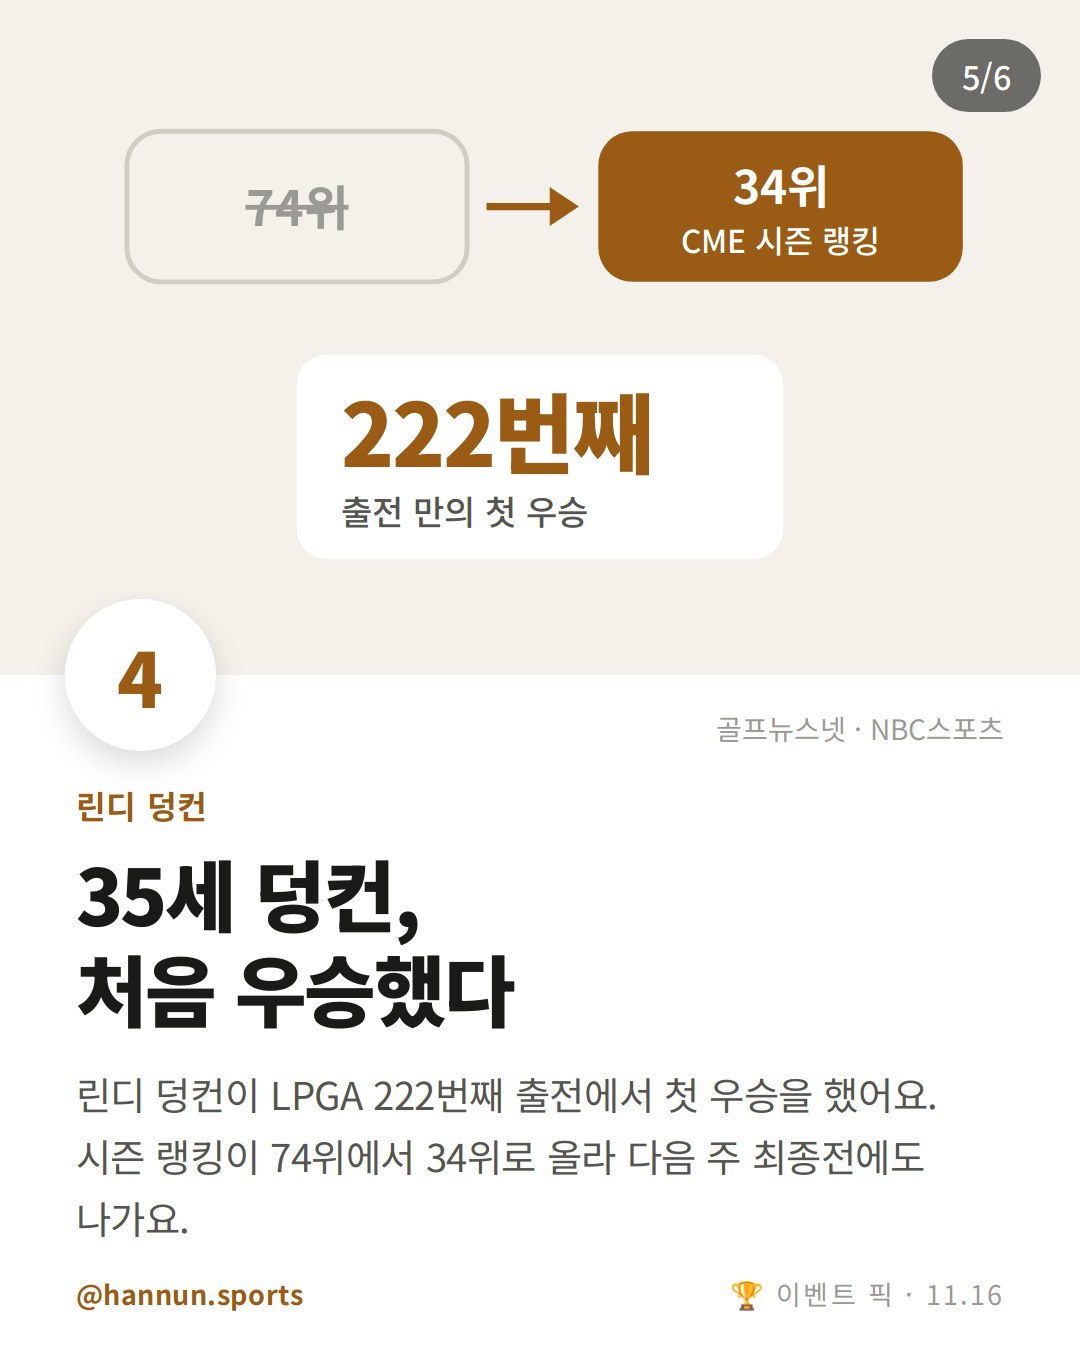 5/6
74위
34위
CME 시즌 랭킹
222번째
출전 만의 첫 우승
4
골프뉴스넷 · NBC스포츠
린디 덩컨
35세 덩컨,
처음 우승했다
린디 덩컨이 LPGA 222번째 출전에서 첫 우승을 했어요.
시즌 랭킹이 74위에서 34위로 올라 다음 주 최종전에도
나가요.
@hannun.sports
🏆 이벤트 픽 · 11.16